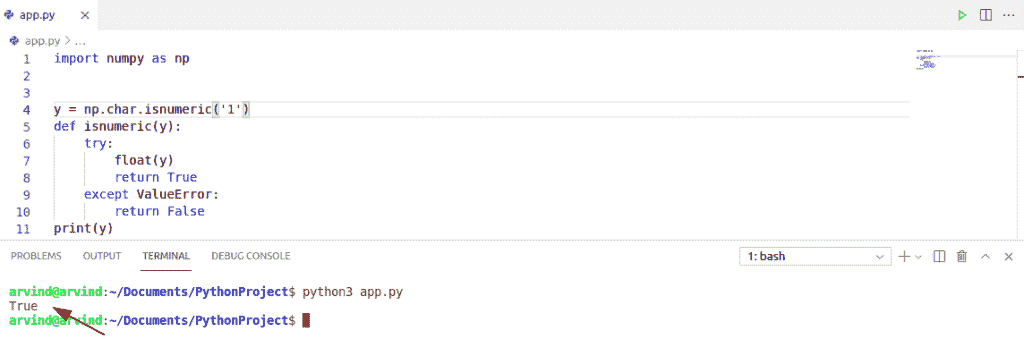 app.py
app.py > ...
1 import numpy as np
2
3
4 y = np.char.isnumeric('1')
5 def isnumeric(y):
6     try:
7         float(y)
8         return True
9     except ValueError:
10         return False
11 print(y)
PROBLEMS OUTPUT TERMINAL DEBUG CONSOLE 1: bash
arvind@arvind:~/Documents/PythonProject$ python3 app.py
True
arvind@arvind:~/Documents/PythonProject$